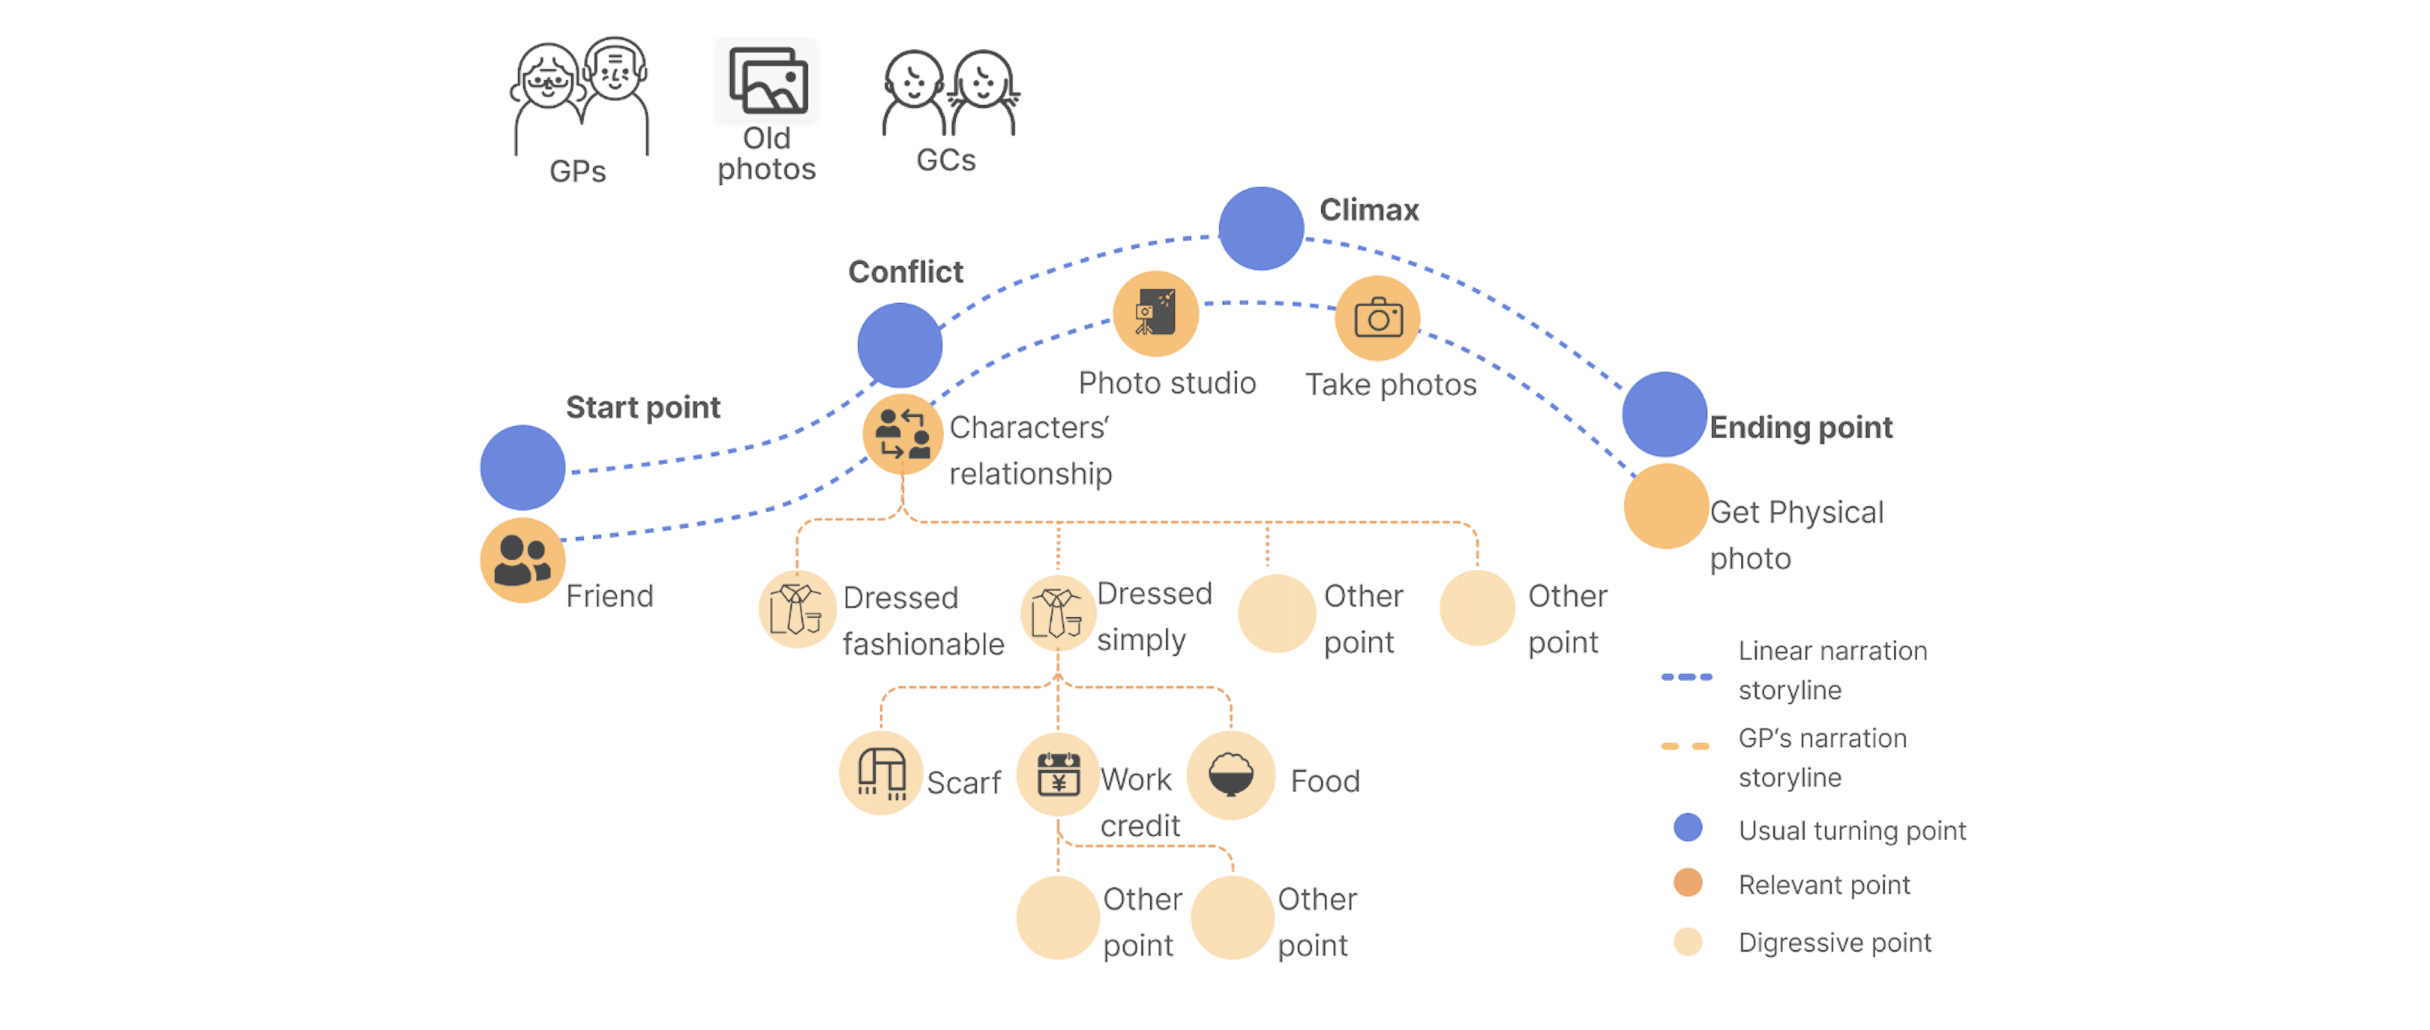 GPs
Old
photos
GCs
Climax
Conflict
Start point
Photo studio
Take photos
Ending point
Characters‘
relationship
Get Physical
photo
Friend
Dressed
fashionable
Dressed
simply
Other
point
Other
point
Linear narration
storyline
GP‘s narration
storyline
Scarf
¥
Work
credit
Food
Usual turning point
Relevant point
Digressive point
Other
point
Other
point